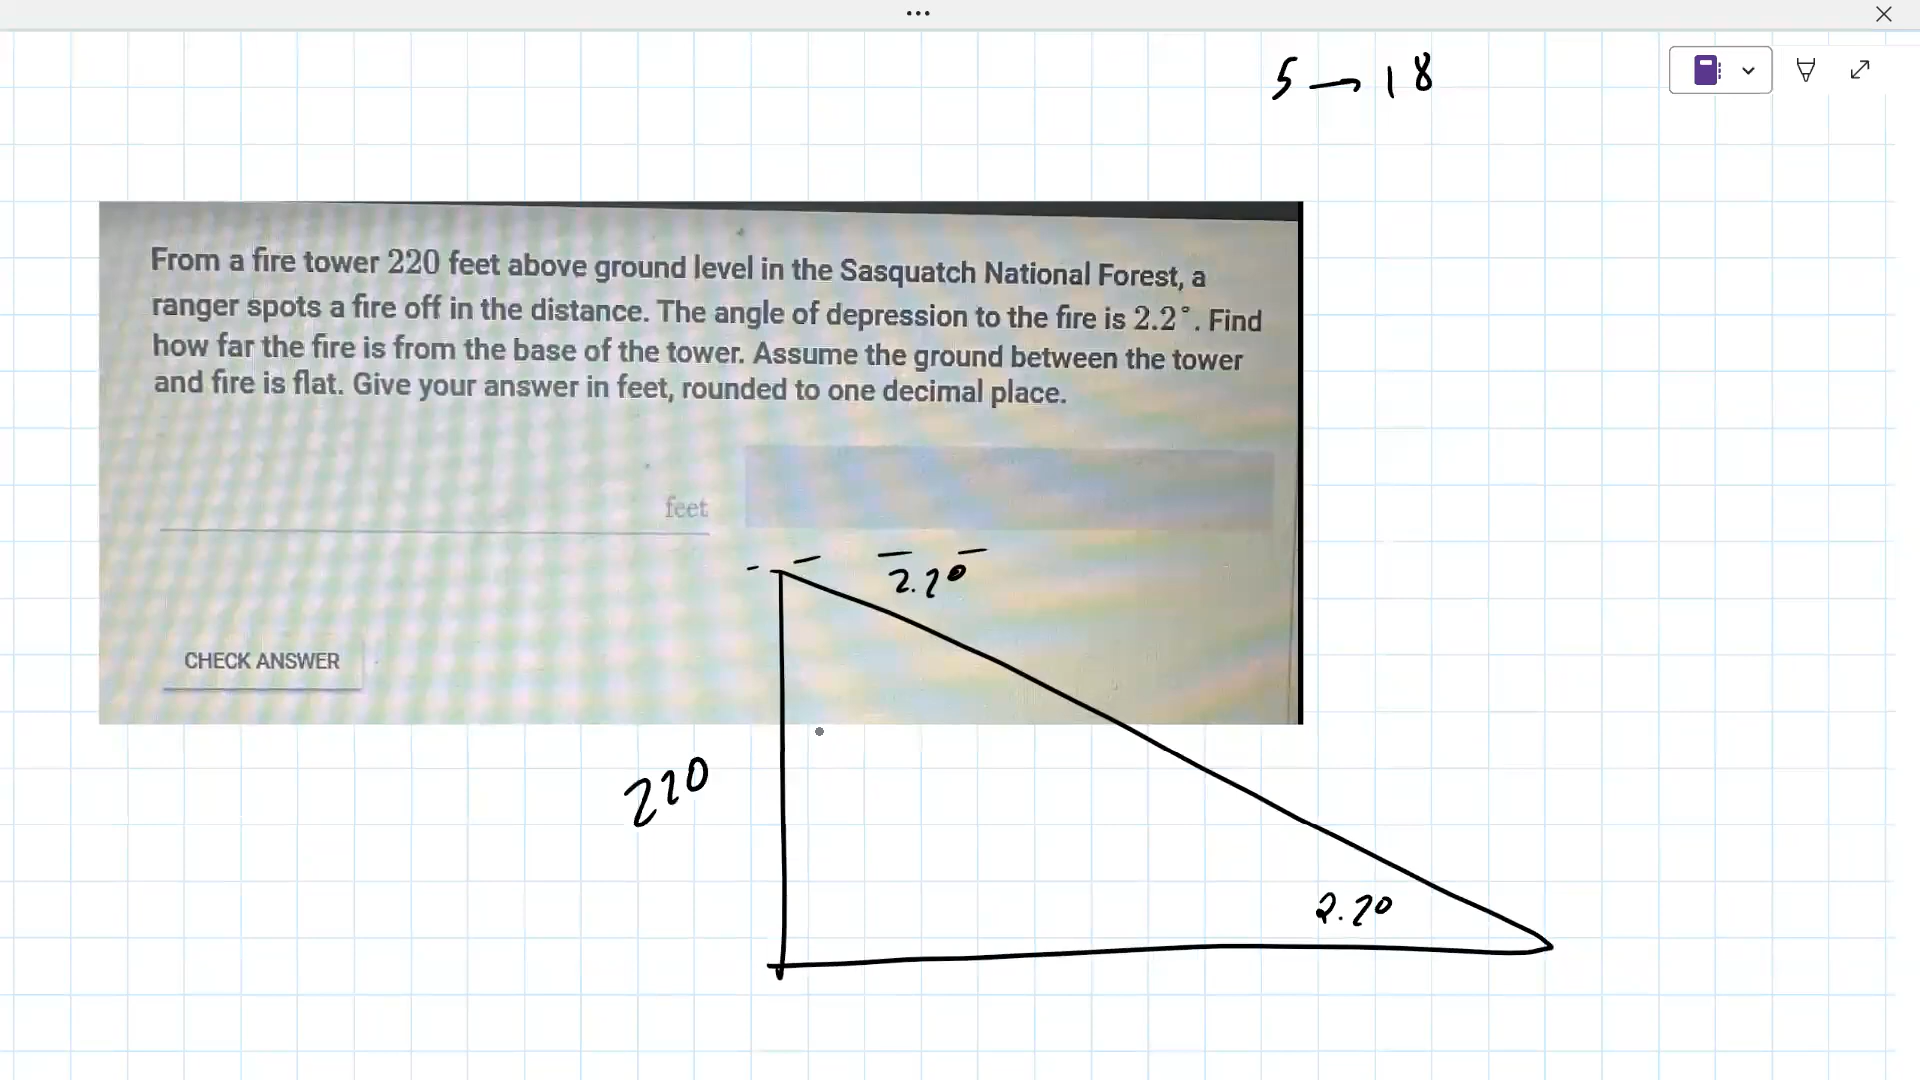 5 → 18
From a fire tower 220 feet above ground level in the Sasquatch National Forest, a
ranger spots a fire off in the distance. The angle of depression to the fire is 2.2°. Find
how far the fire is from the base of the tower. Assume the ground between the tower
and fire is flat. Give your answer in feet, rounded to one decimal place.
feet
2.2°
CHECK ANSWER
220
2.2°